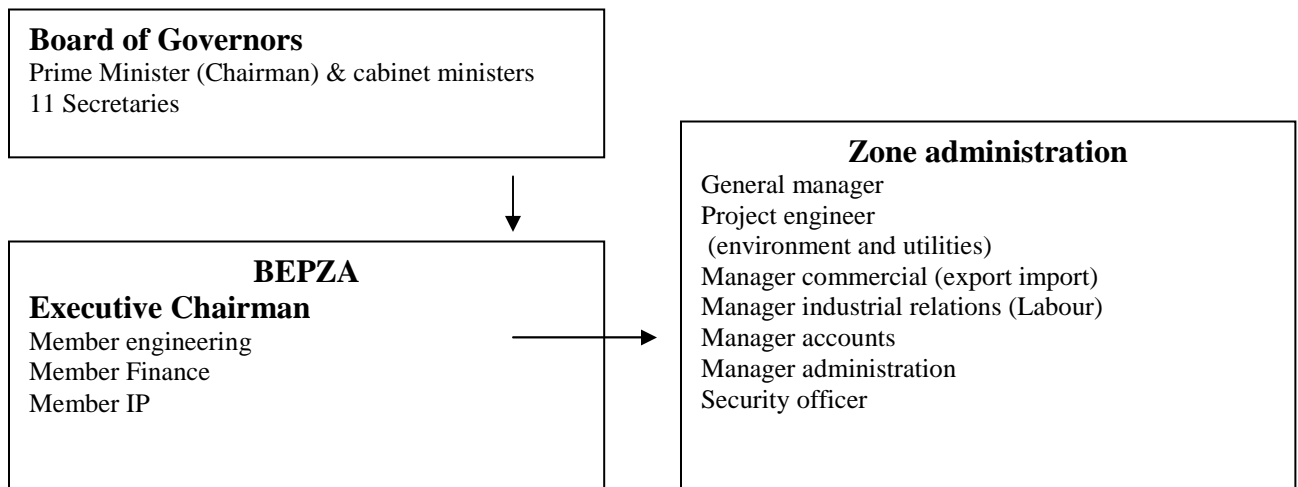 Board of Governors
Prime Minister (Chairman) & cabinet ministers
11 Secretaries
BEPZA
Executive Chairman
Member engineering
Member Finance
Member IP
Zone administration
General manager
Project engineer
(environment and utilities)
Manager commercial (export import)
Manager industrial relations (Labour)
Manager accounts
Manager administration
Security officer